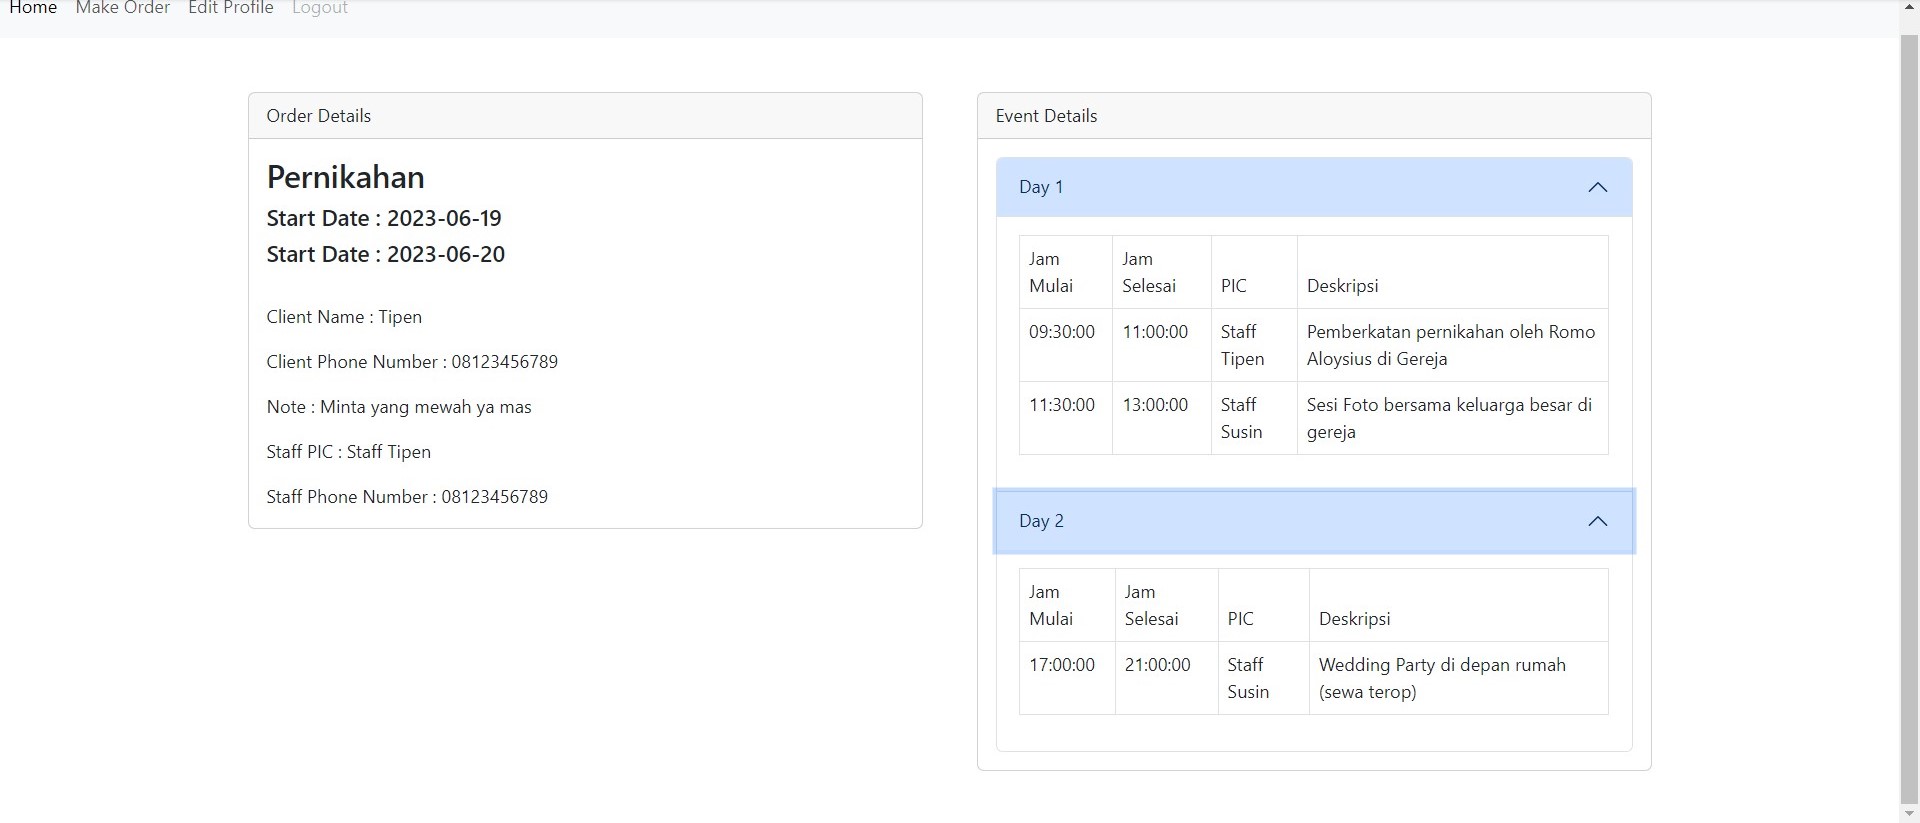 Home Make Order Edit Profile Logout
Order Details
Pernikahan
Start Date : 2023-06-19
Start Date : 2023-06-20
Client Name : Tipen
Client Phone Number : 08123456789
Note : Minta yang mewah ya mas
Staff PIC : Staff Tipen
Staff Phone Number : 08123456789
Event Details
Day 1
Jam Mulai Jam Selesai PIC Deskripsi
09:30:00 11:00:00 Staff Tipen Pemberkatan pernikahan oleh Romo
Aloysius di Gereja
11:30:00 13:00:00 Staff Susin Sesi Foto bersama keluarga besar di
gereja
Day 2
Jam Mulai Jam Selesai PIC Deskripsi
17:00:00 21:00:00 Staff Susin Wedding Party di depan rumah
(sewa terop)